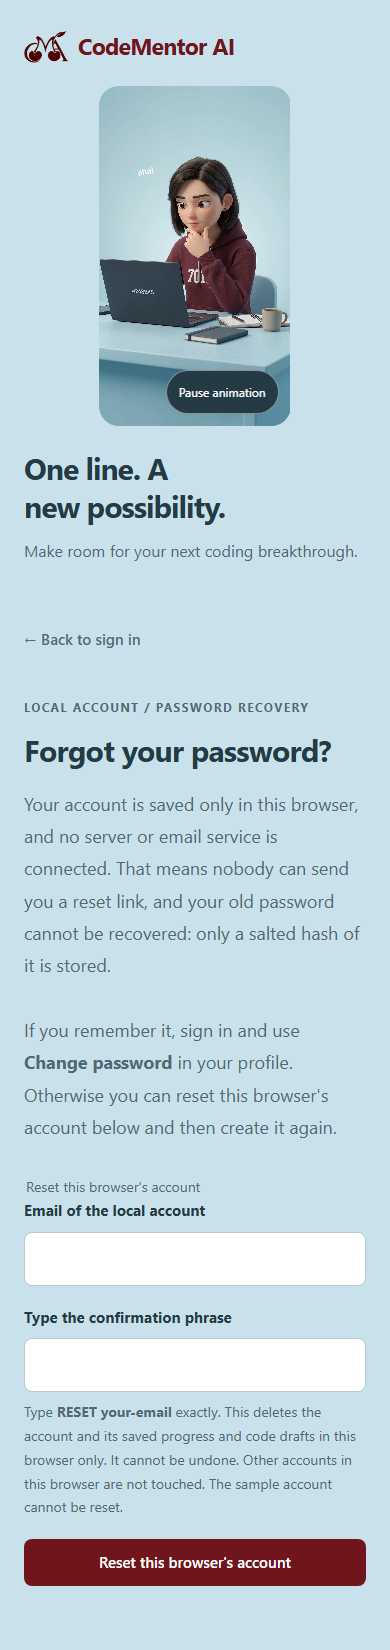 CodeMentor AI
Pause animation
One line. A
new possibility.
Make room for your next coding breakthrough.
← Back to sign in
LOCAL ACCOUNT / PASSWORD RECOVERY
Forgot your password?
Your account is saved only in this browser,
and no server or email service is
connected. That means nobody can send
you a reset link, and your old password
cannot be recovered: only a salted hash of
it is stored.
If you remember it, sign in and use
Change password in your profile.
Otherwise you can reset this browser's
account below and then create it again.
Reset this browser's account
Email of the local account
Type the confirmation phrase
Type RESET your-email exactly. This deletes the
account and its saved progress and code drafts in this
browser only. It cannot be undone. Other accounts in
this browser are not touched. The sample account
cannot be reset.
Reset this browser's account